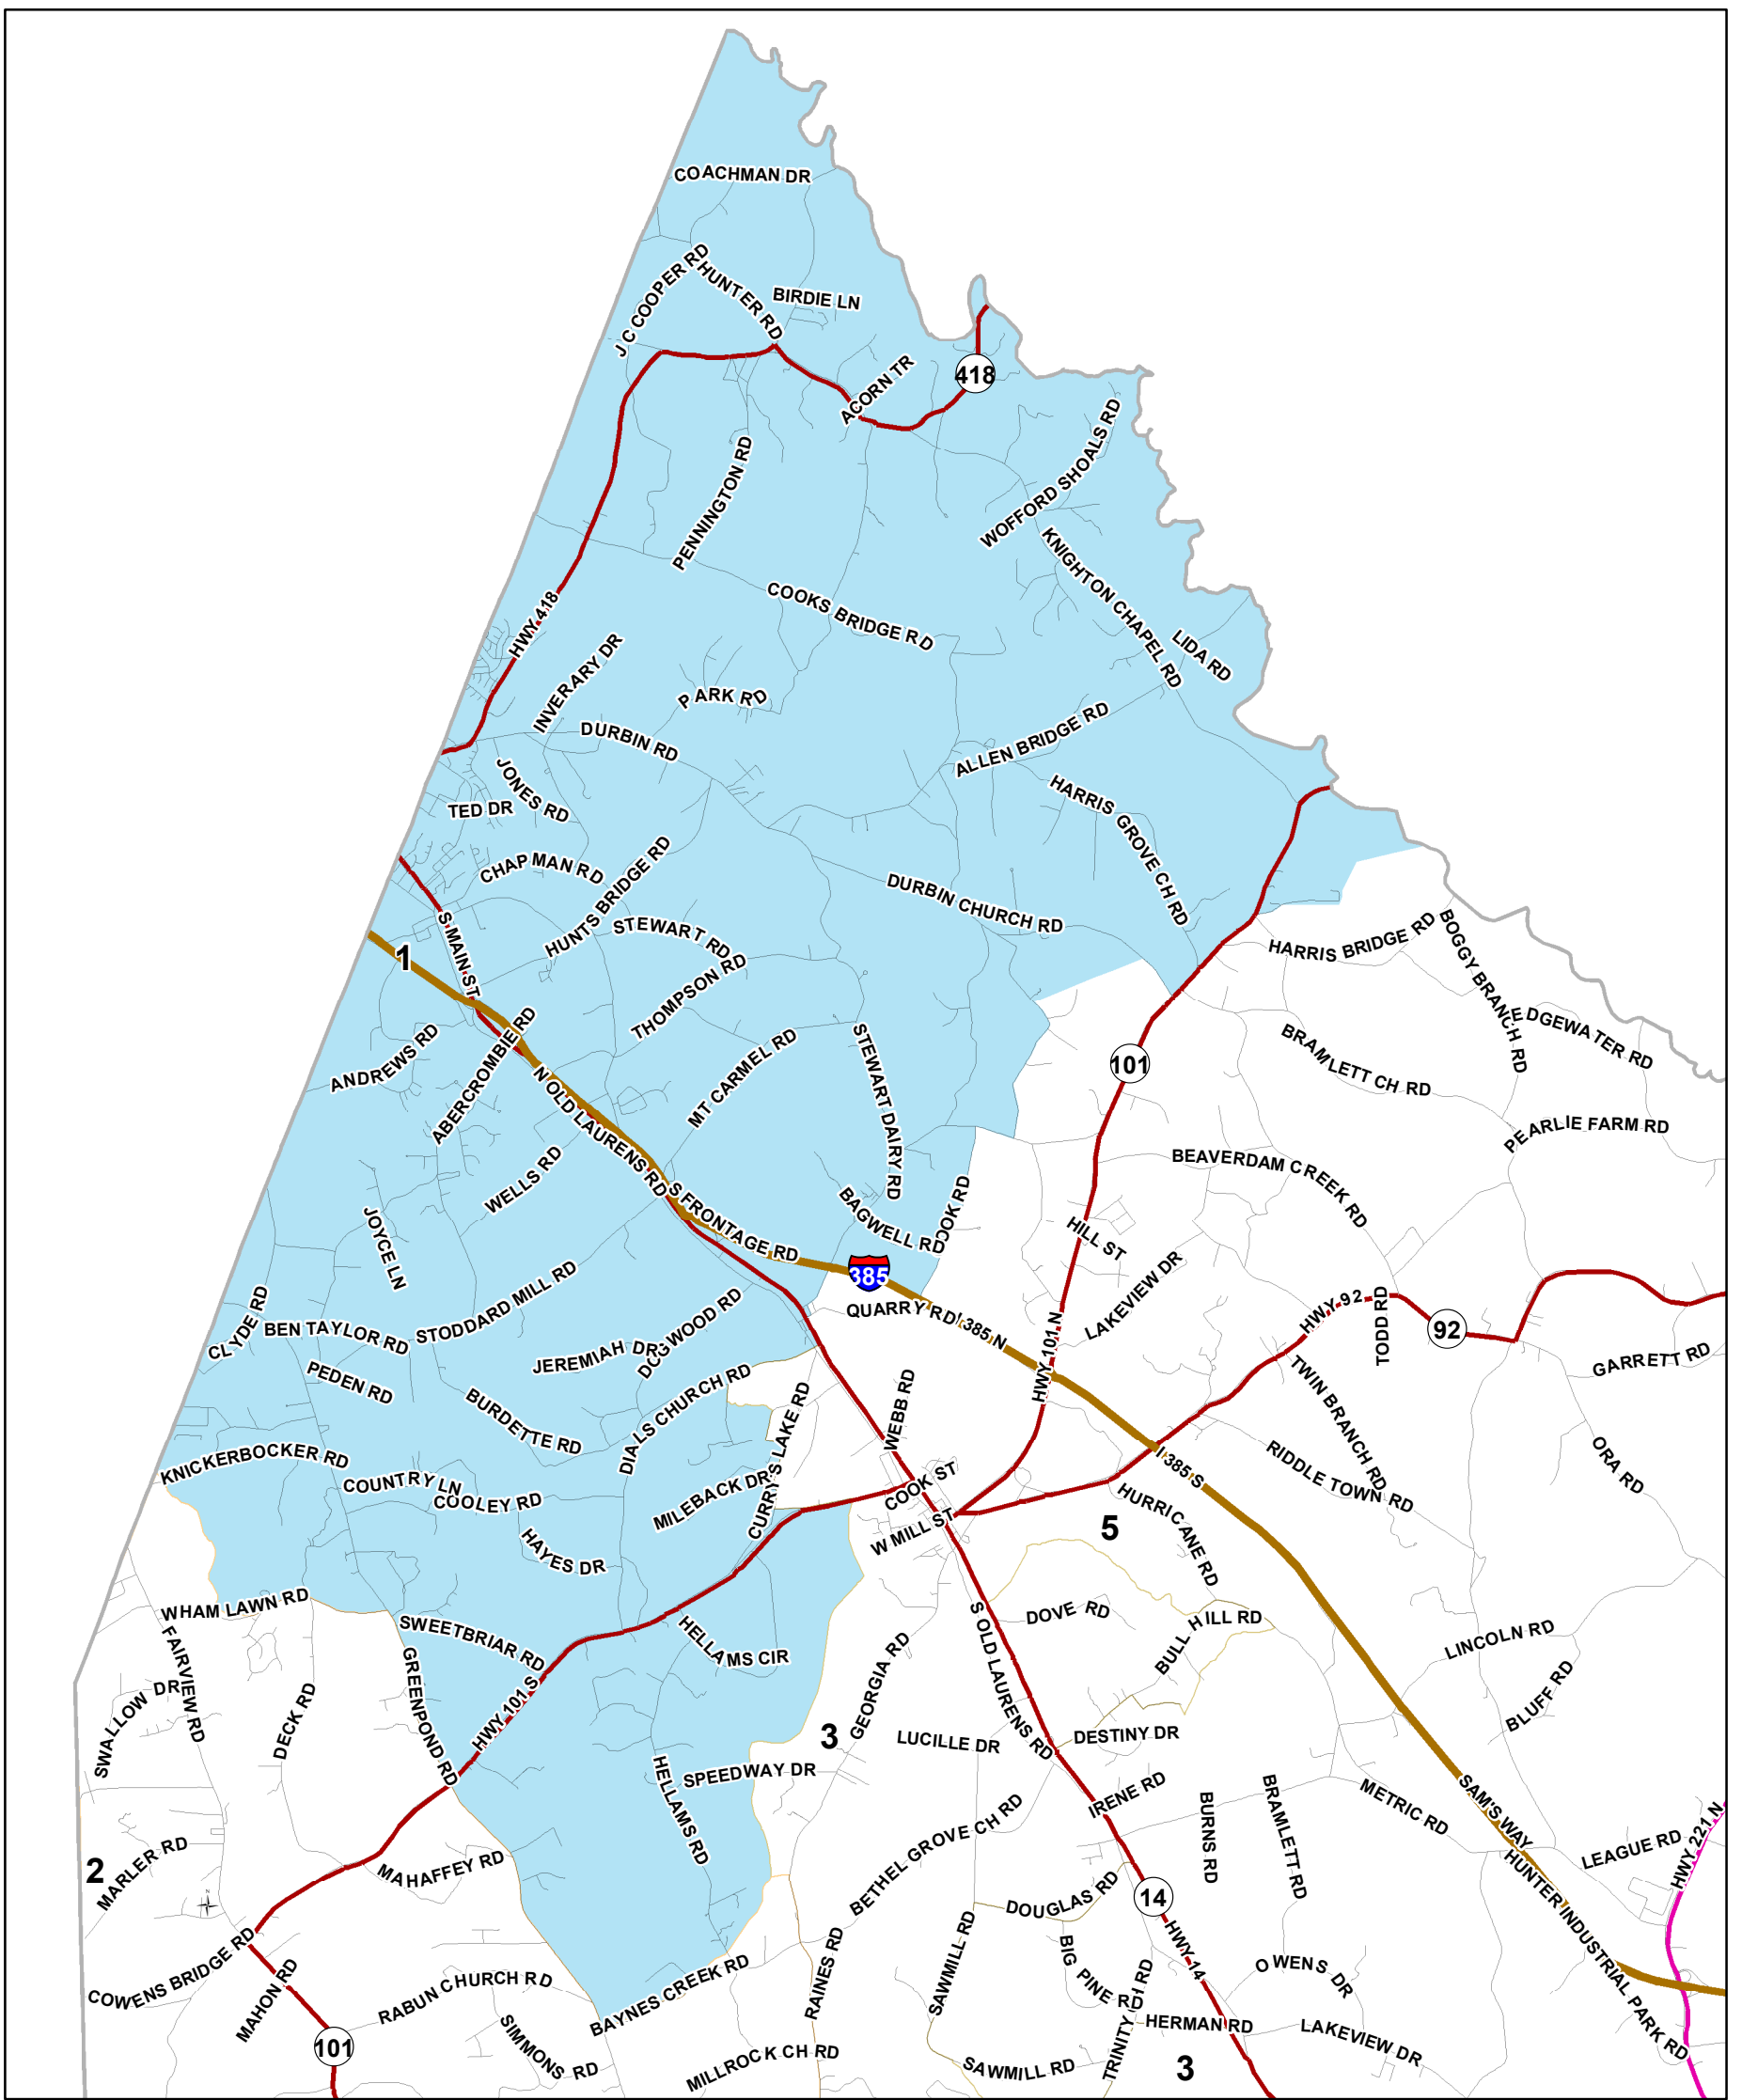 COACHMAN DR
J C COOPER RD
HUNTER RD
BIRDIE LN
ACORN TR
418
WOFFORD SHOALS RD
PENNINGTON RD
KNIGHTON CHAPEL RD
COOKS BRIDGE RD
HWY 418
LIDA RD
INVERARY DR
PARK RD
DURBIN RD
ALLEN BRIDGE RD
JONES RD
TED DR
HARRIS GROVE CH RD
CHAPMAN RD
HUNTS BRIDGE RD
DURBIN CHURCH RD
STEWART RD
S MAIN ST
1
THOMPSON RD
HARRIS BRIDGE RD
BOGGY BRANCH RD
EDGEWATER RD
ANDREWS RD
ABERCROMBIE RD
MT CARMEL RD
STEWART DAIRY RD
101
BRAMLETT CH RD
N OLD LAURENS RD
PEARLIE FARM RD
WELLS RD
BEAVERDAM CREEK RD
S FRONTAGE RD
BAGWELL RD
COOK RD
JOYCE LN
HILL ST
385
LAKEVIEW DR
STODDARD MILL RD
DOGWOOD RD
QUARRY RD
I 385 N
HWY 101 N
HWY 92
TODD RD
92
CLYDE RD
BEN TAYLOR RD
JEREMIAH DR
GARRETT RD
PEDEN RD
DIALS CHURCH RD
WEBB RD
TWIN BRANCH RD
BURDETTE RD
CURRYS LAKE RD
KNICKERBOCKER RD
COUNTRY LN
COOLEY RD
MILEBACK DR
COOK ST
W MILL ST
I 385 S
RIDDLE TOWN RD
ORA RD
HURRICANE RD
5
HAYES DR
WHAM LAWN RD
SWEETBRIAR RD
HELLAMS CIR
DOVE RD
BULL HILL RD
LINCOLN RD
FAIRVIEW RD
SWALLOW DR
DECK RD
GREENPOND RD
HWY 101 S
GEORGIA RD
S OLD LAURENS RD
BLUFF RD
3
LUCILLE DR
DESTINY DR
HELLAMS RD
SPEEDWAY DR
IRENE RD
BURNS RD
BRAMLETT RD
METRIC RD
SAM'S WAY
HWY 221 N
LEAGUE RD
2
MARLER RD
MAHAFFEY RD
BETHEL GROVE CH RD
DOUGLAS RD
14
HUNTER INDUSTRIAL PARK RD
N
COWENS BRIDGE RD
MAHON RD
RABUN CHURCH RD
BAYNES CREEK RD
RAINES RD
SAWMILL RD
BIG PINE RD
HWY 14
OWENS DR
101
SIMMONS RD
MILLROCK CH RD
SAWMILL RD
TRINITY CH RD
HERMAN RD
LAKEVIEW DR
3